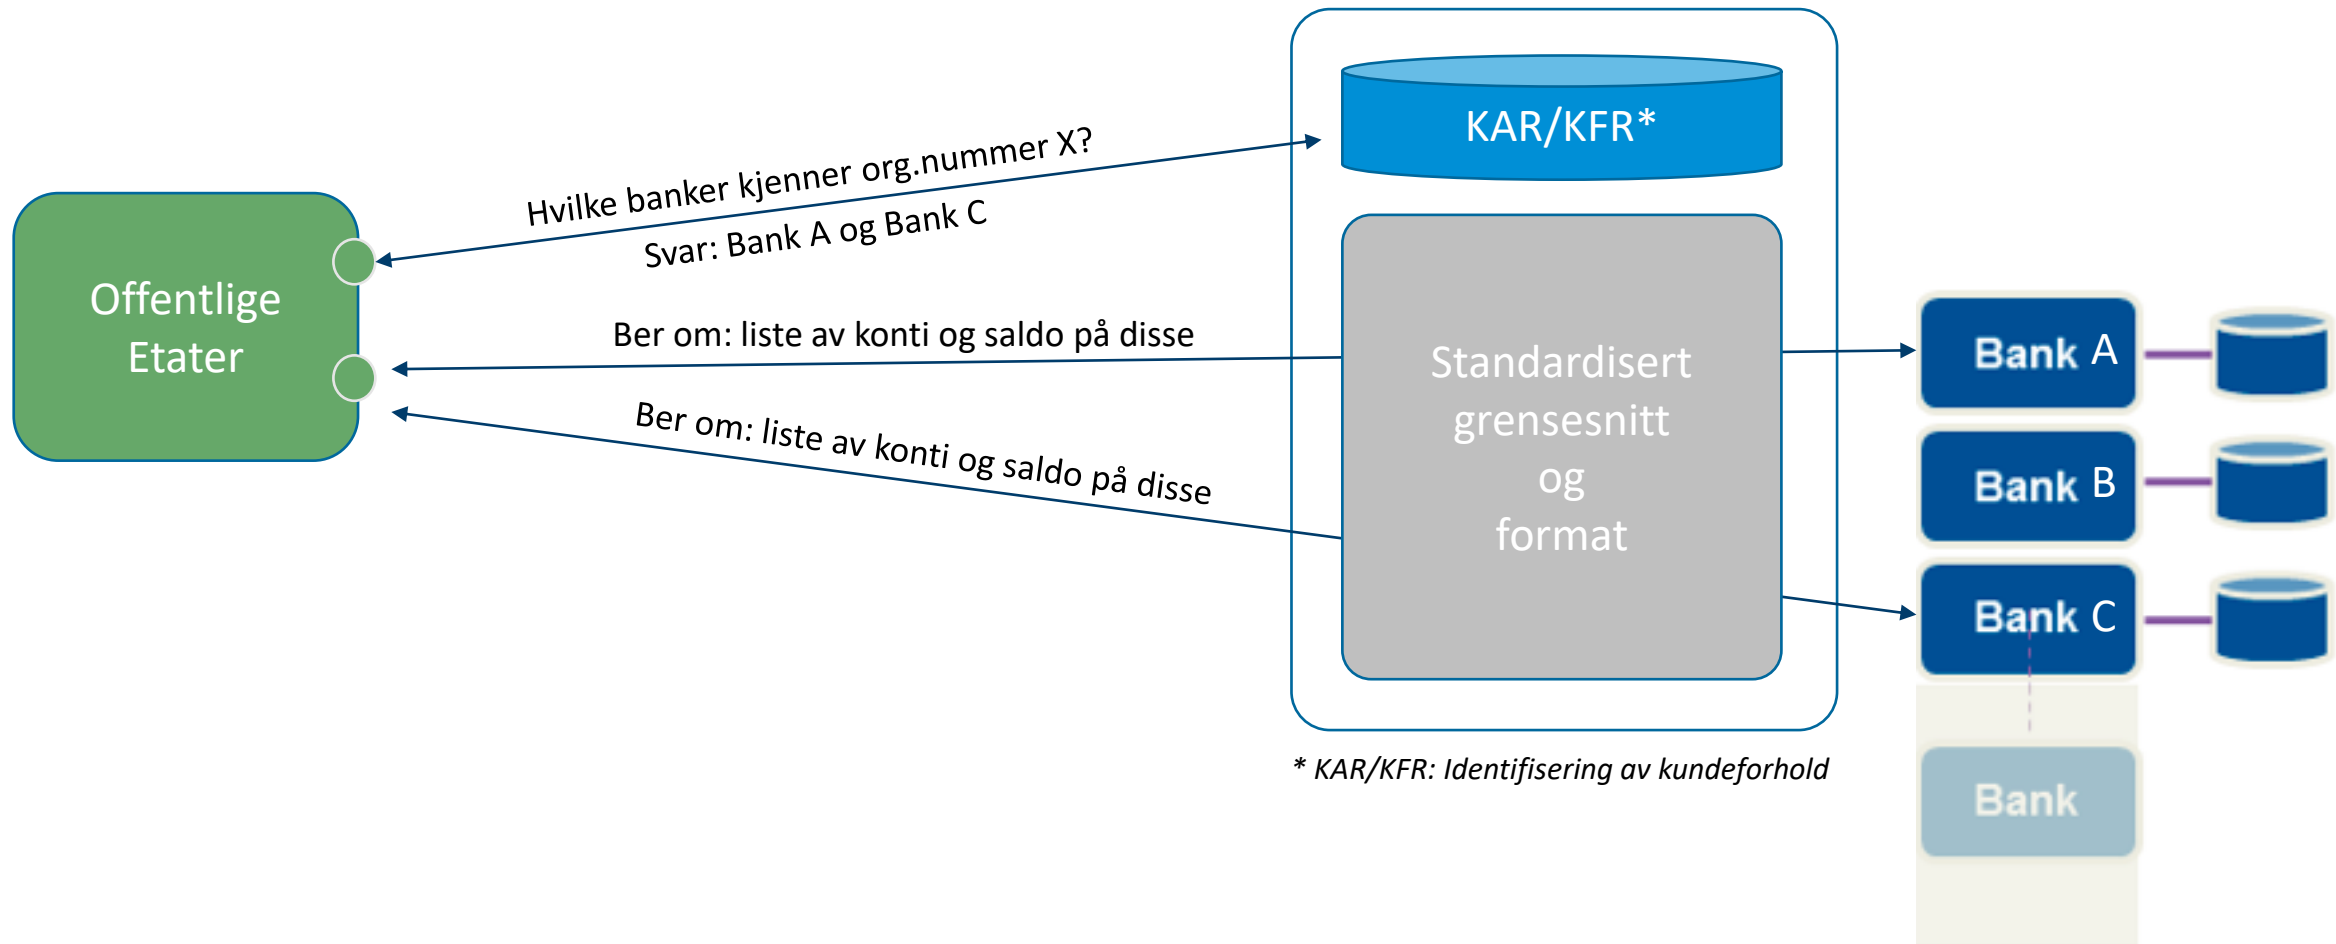 KAR/KFR*
Hvilke banker kjenner org.nummer X?
Svar: Bank A og Bank C
Offentlige
Etater
Ber om: liste av konti og saldo på disse
Ber om: liste av konti og saldo på disse
Standardisert
grensesnitt
og
format
Bank A
Bank B
Bank C
Bank
* KAR/KFR: Identifisering av kundeforhold